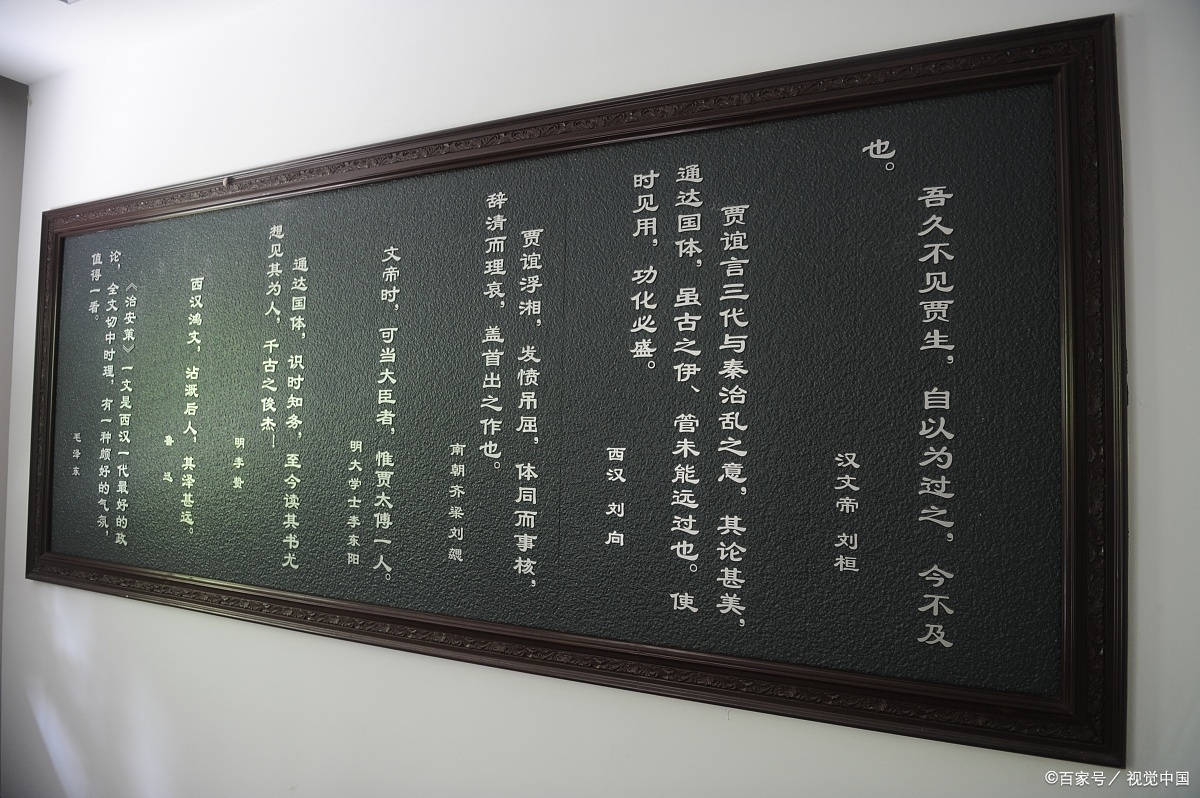 吾久不见贾生，自以为过之，今不及
也。
汉文帝 刘桓
贾谊言三代与秦治乱之意，其论甚美，
通达国体，虽古之伊、管未能远过也。使
时见用，功化必盛。
西汉 刘向
贾谊浮湘，发愤吊屈，体同而事核，
辞清而理哀，盖首出之作也。
南朝齐梁刘勰
文帝时，可当大臣者，惟贾太傅一人。
明大学士李东阳
通达国体，识时知务，至今读其书尤
想见其为人，千古之俊杰—
明李贽
西汉鸿文，沾溉后人，其泽甚远。
鲁迅
《治安策》一文是西汉一代最好的政
论，全文切中时理，有一种颇好的气氛，
值得一看。
毛泽东
©百家号／视觉中国